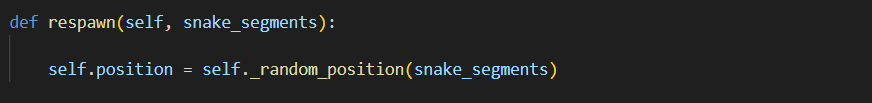 def respawn(self, snake_segments):
self.position = self._random_position(snake_segments)